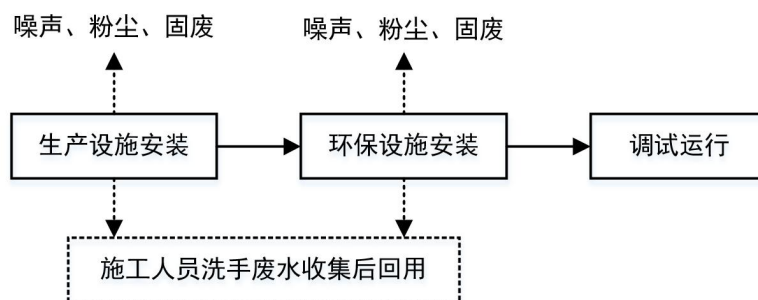 噪声、粉尘、固废
噪声、粉尘、固废
生产设施安装
环保设施安装
调试运行
施工人员洗手废水收集后回用